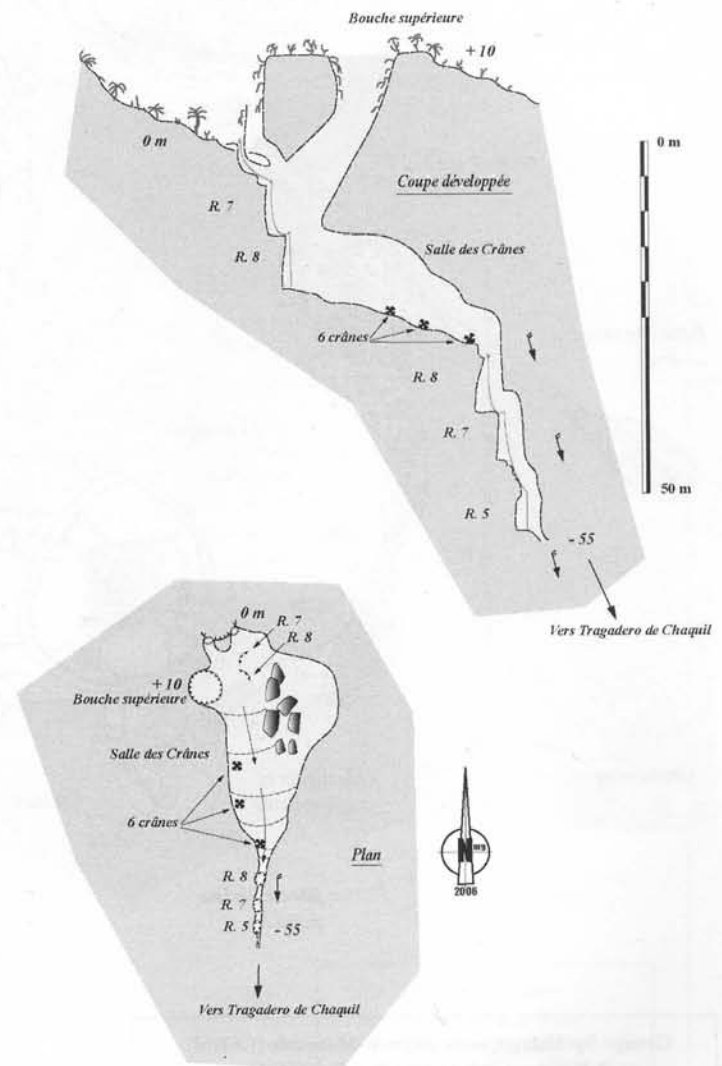 Bouche supérieure
+10
0 m
0 m
Coupe développée
R. 7
Salle des Crânes
R. 8
6 crânes
R. 8
R. 7
50 m
R. 5
- 55
Vers Tragadero de Chaquil
0 m
R. 7
R. 8
+10
Bouche supérieure
Salle des Crânes
6 crânes
Plan
N
mg
2006
R. 8
R. 7
R. 5
- 55
Vers Tragadero de Chaquil